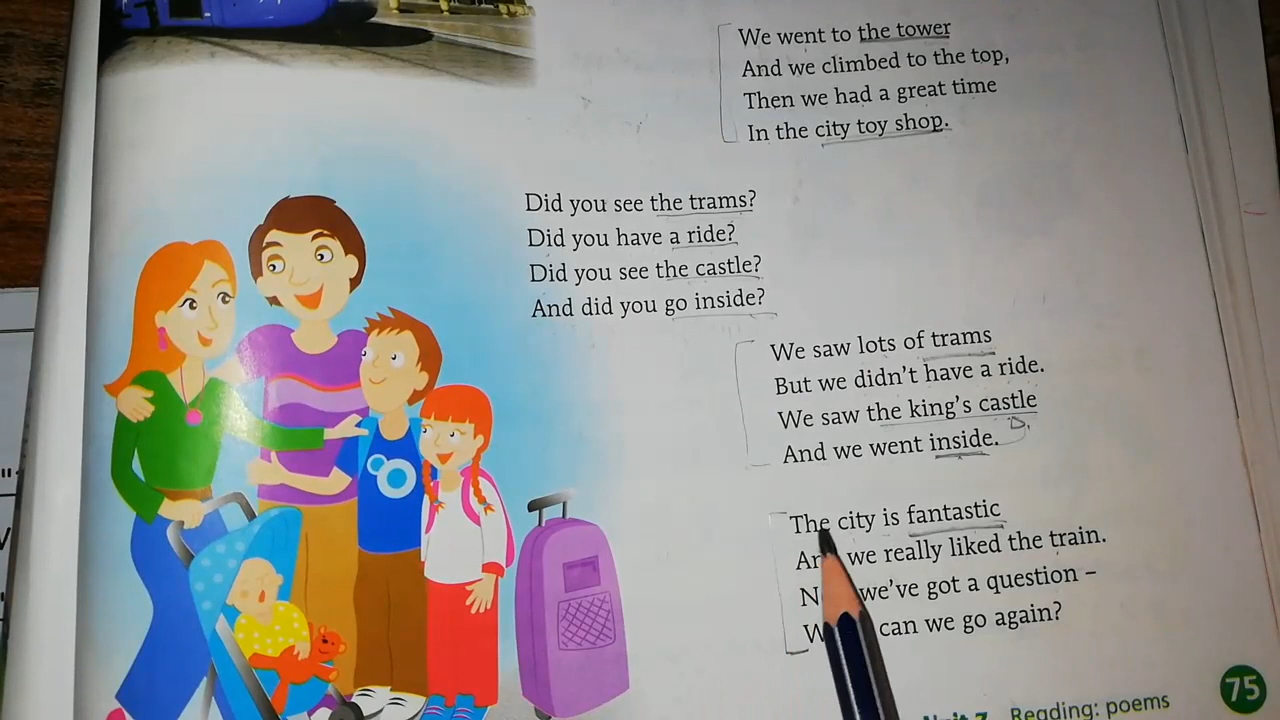 We went to the tower
And we climbed to the top,
Then we had a great time
In the city toy shop.
Did you see the trams?
Did you have a ride?
Did you see the castle?
And did you go inside?
We saw lots of trams
But we didn't have a ride.
We saw the king's castle
And we went inside.
The city is fantastic
we really liked the train.
we've got a question –
can we go again?
Unit 7 Reading: poems
75